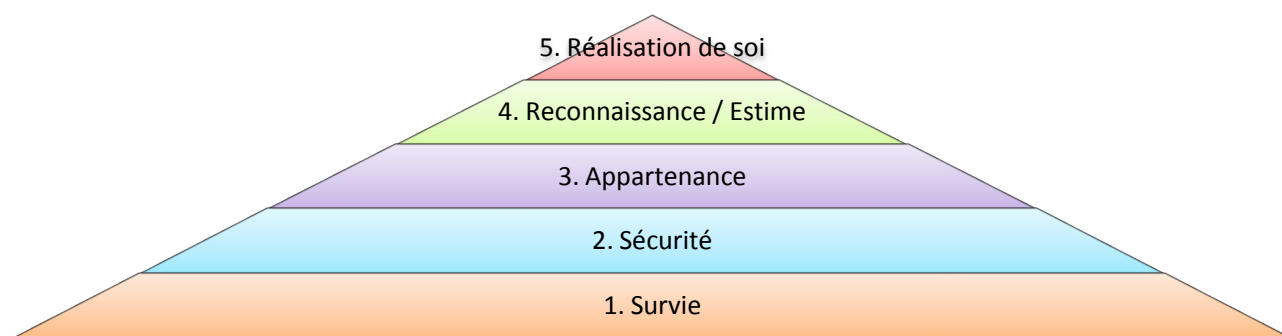 5. Réalisation de soi
4. Reconnaissance / Estime
3. Appartenance
2. Sécurité
1. Survie